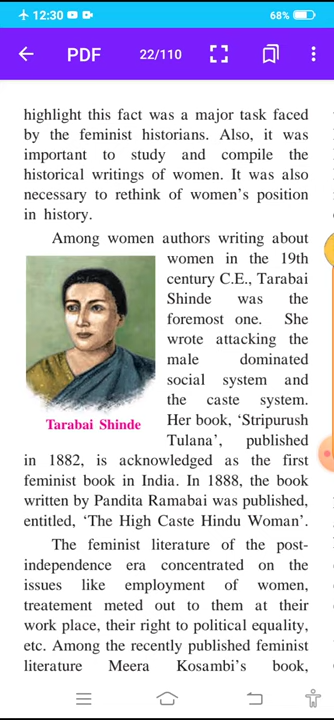 12:30
68%
PDF
22/110
highlight this fact was a major task faced
by the feminist historians. Also, it was
important to study and compile the
historical writings of women. It was also
necessary to rethink of women's position
in history.
Among women authors writing about
women in the 19th
century C.E., Tarabai
Shinde was the
foremost one. She
wrote attacking the
male dominated
social system and
the caste system.
Her book, 'Stripurush
Tulana', published
Tarabai Shinde
in 1882, is acknowledged as the first
feminist book in India. In 1888, the book
written by Pandita Ramabai was published,
entitled, 'The High Caste Hindu Woman'.
The feminist literature of the post-
independence era concentrated on the
issues like employment of women,
treatement meted out to them at their
work place, their right to political equality,
etc. Among the recently published feminist
literature Meera Kosambi's book,